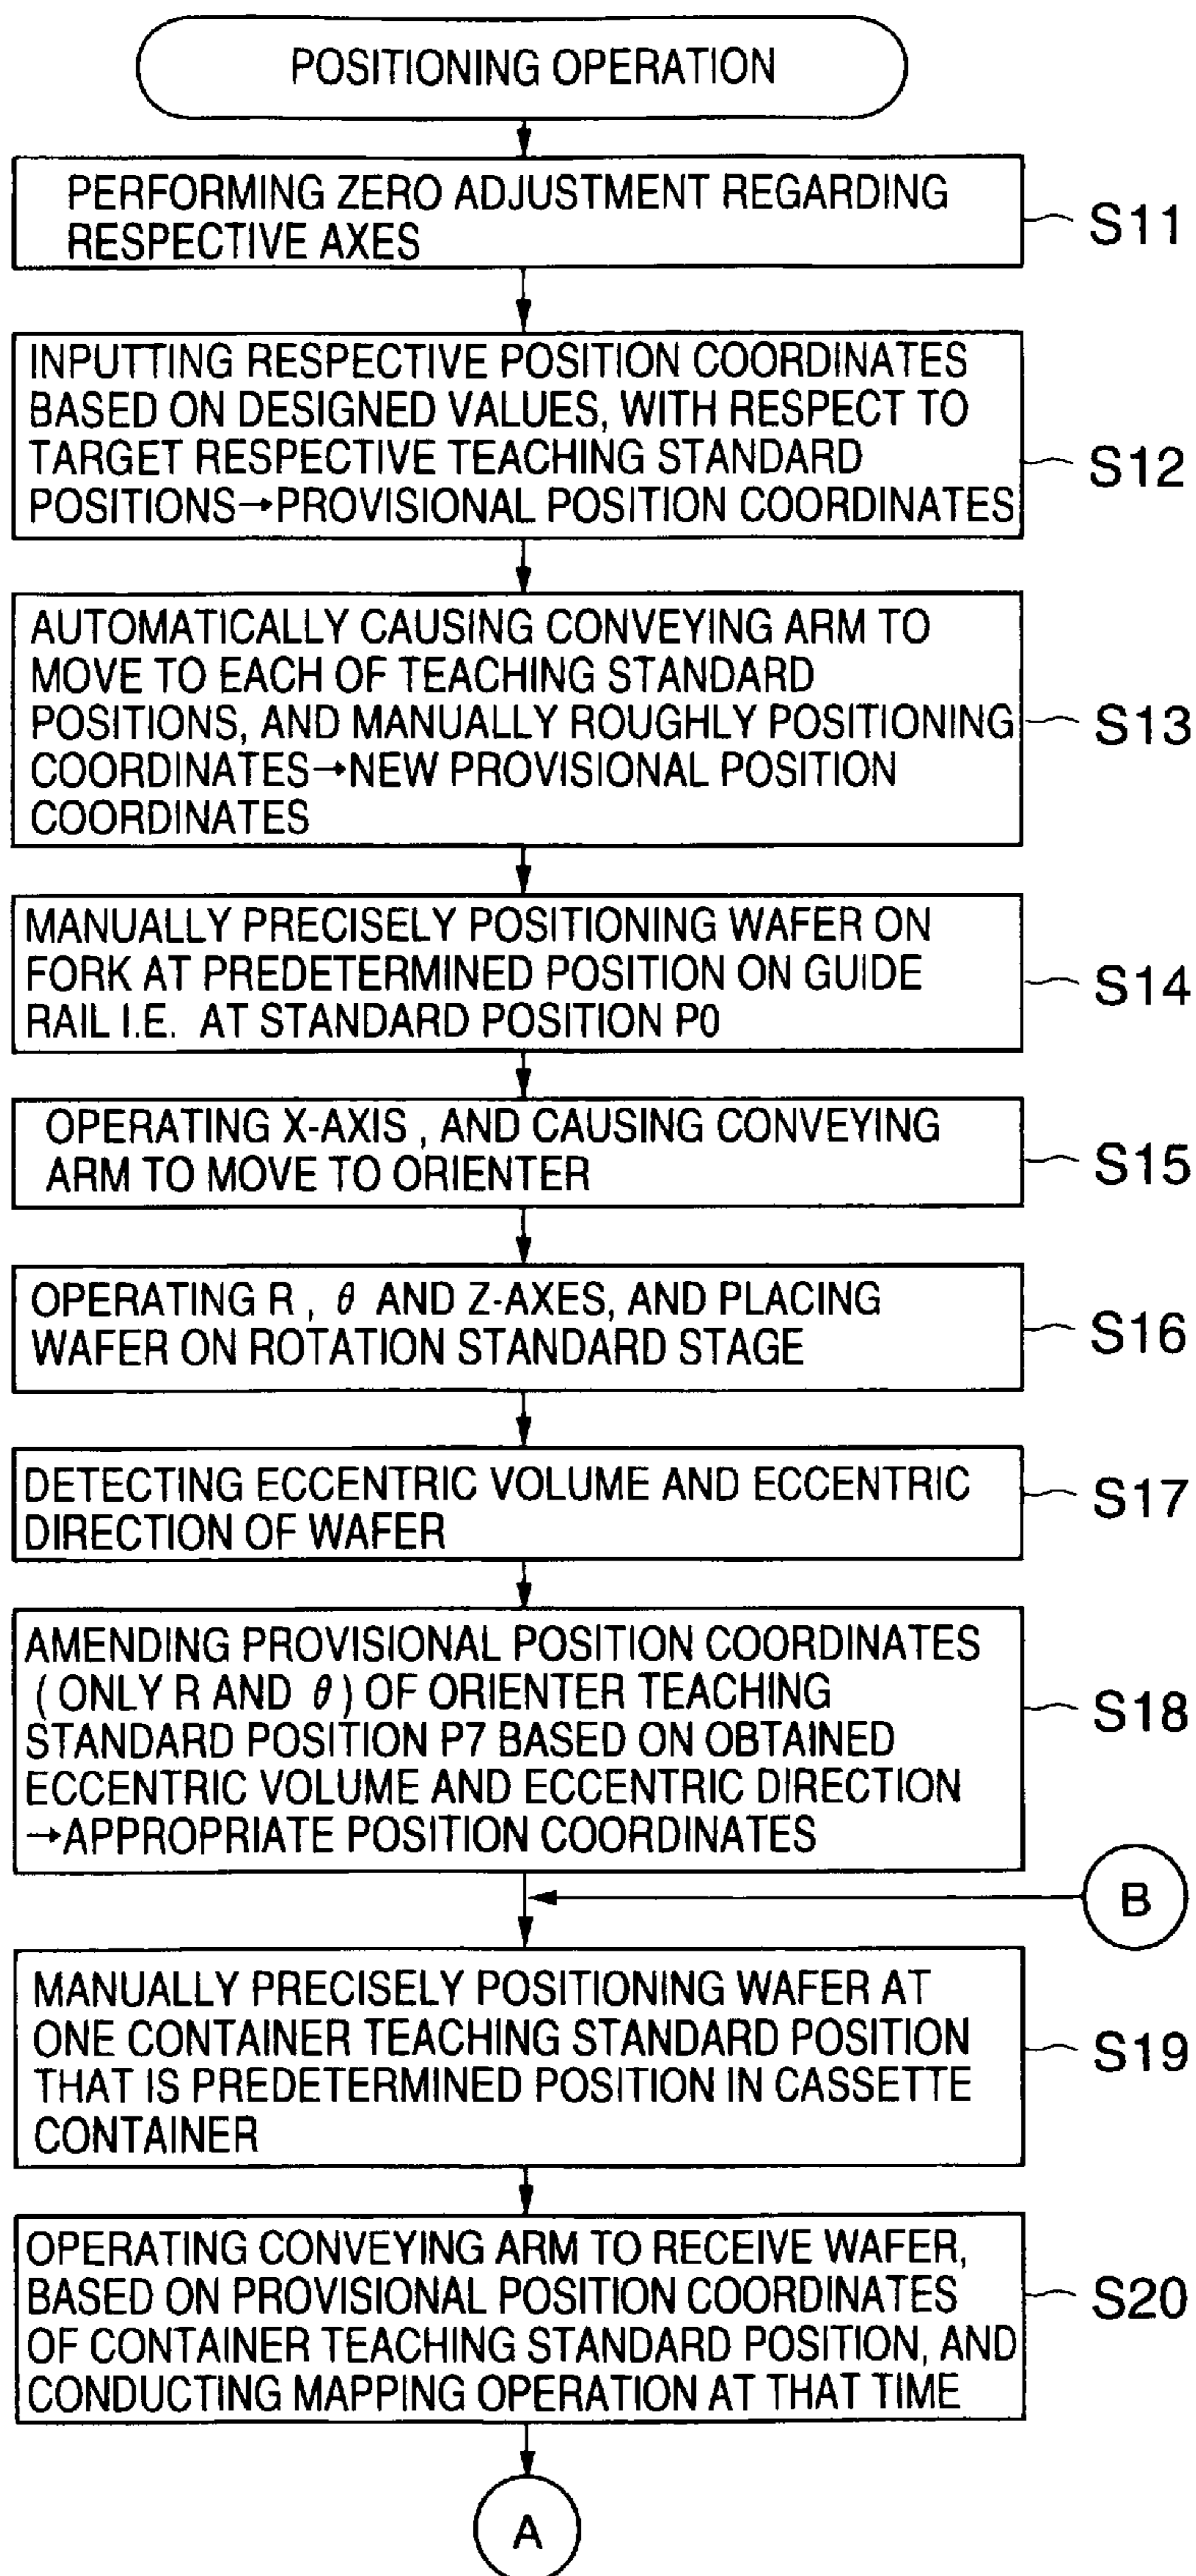 POSITIONING OPERATION
PERFORMING ZERO ADJUSTMENT REGARDING
RESPECTIVE AXES
S11
INPUTTING RESPECTIVE POSITION COORDINATES
BASED ON DESIGNED VALUES, WITH RESPECT TO
TARGET RESPECTIVE TEACHING STANDARD
POSITIONS→PROVISIONAL POSITION COORDINATES
S12
AUTOMATICALLY CAUSING CONVEYING ARM TO
MOVE TO EACH OF TEACHING STANDARD
POSITIONS, AND MANUALLY ROUGHLY POSITIONING
COORDINATES→NEW PROVISIONAL POSITION
COORDINATES
S13
MANUALLY PRECISELY POSITIONING WAFER ON
FORK AT PREDETERMINED POSITION ON GUIDE
RAIL I.E. AT STANDARD POSITION P0
S14
OPERATING X-AXIS , AND CAUSING CONVEYING
ARM TO MOVE TO ORIENTER
S15
OPERATING R , θ AND Z-AXES, AND PLACING
WAFER ON ROTATION STANDARD STAGE
S16
DETECTING ECCENTRIC VOLUME AND ECCENTRIC
DIRECTION OF WAFER
S17
AMENDING PROVISIONAL POSITION COORDINATES
( ONLY R AND θ ) OF ORIENTER TEACHING
STANDARD POSITION P7 BASED ON OBTAINED
ECCENTRIC VOLUME AND ECCENTRIC DIRECTION
→APPROPRIATE POSITION COORDINATES
S18
B
MANUALLY PRECISELY POSITIONING WAFER AT
ONE CONTAINER TEACHING STANDARD POSITION
THAT IS PREDETERMINED POSITION IN CASSETTE
CONTAINER
S19
OPERATING CONVEYING ARM TO RECEIVE WAFER,
BASED ON PROVISIONAL POSITION COORDINATES
OF CONTAINER TEACHING STANDARD POSITION, AND
CONDUCTING MAPPING OPERATION AT THAT TIME
S20
A